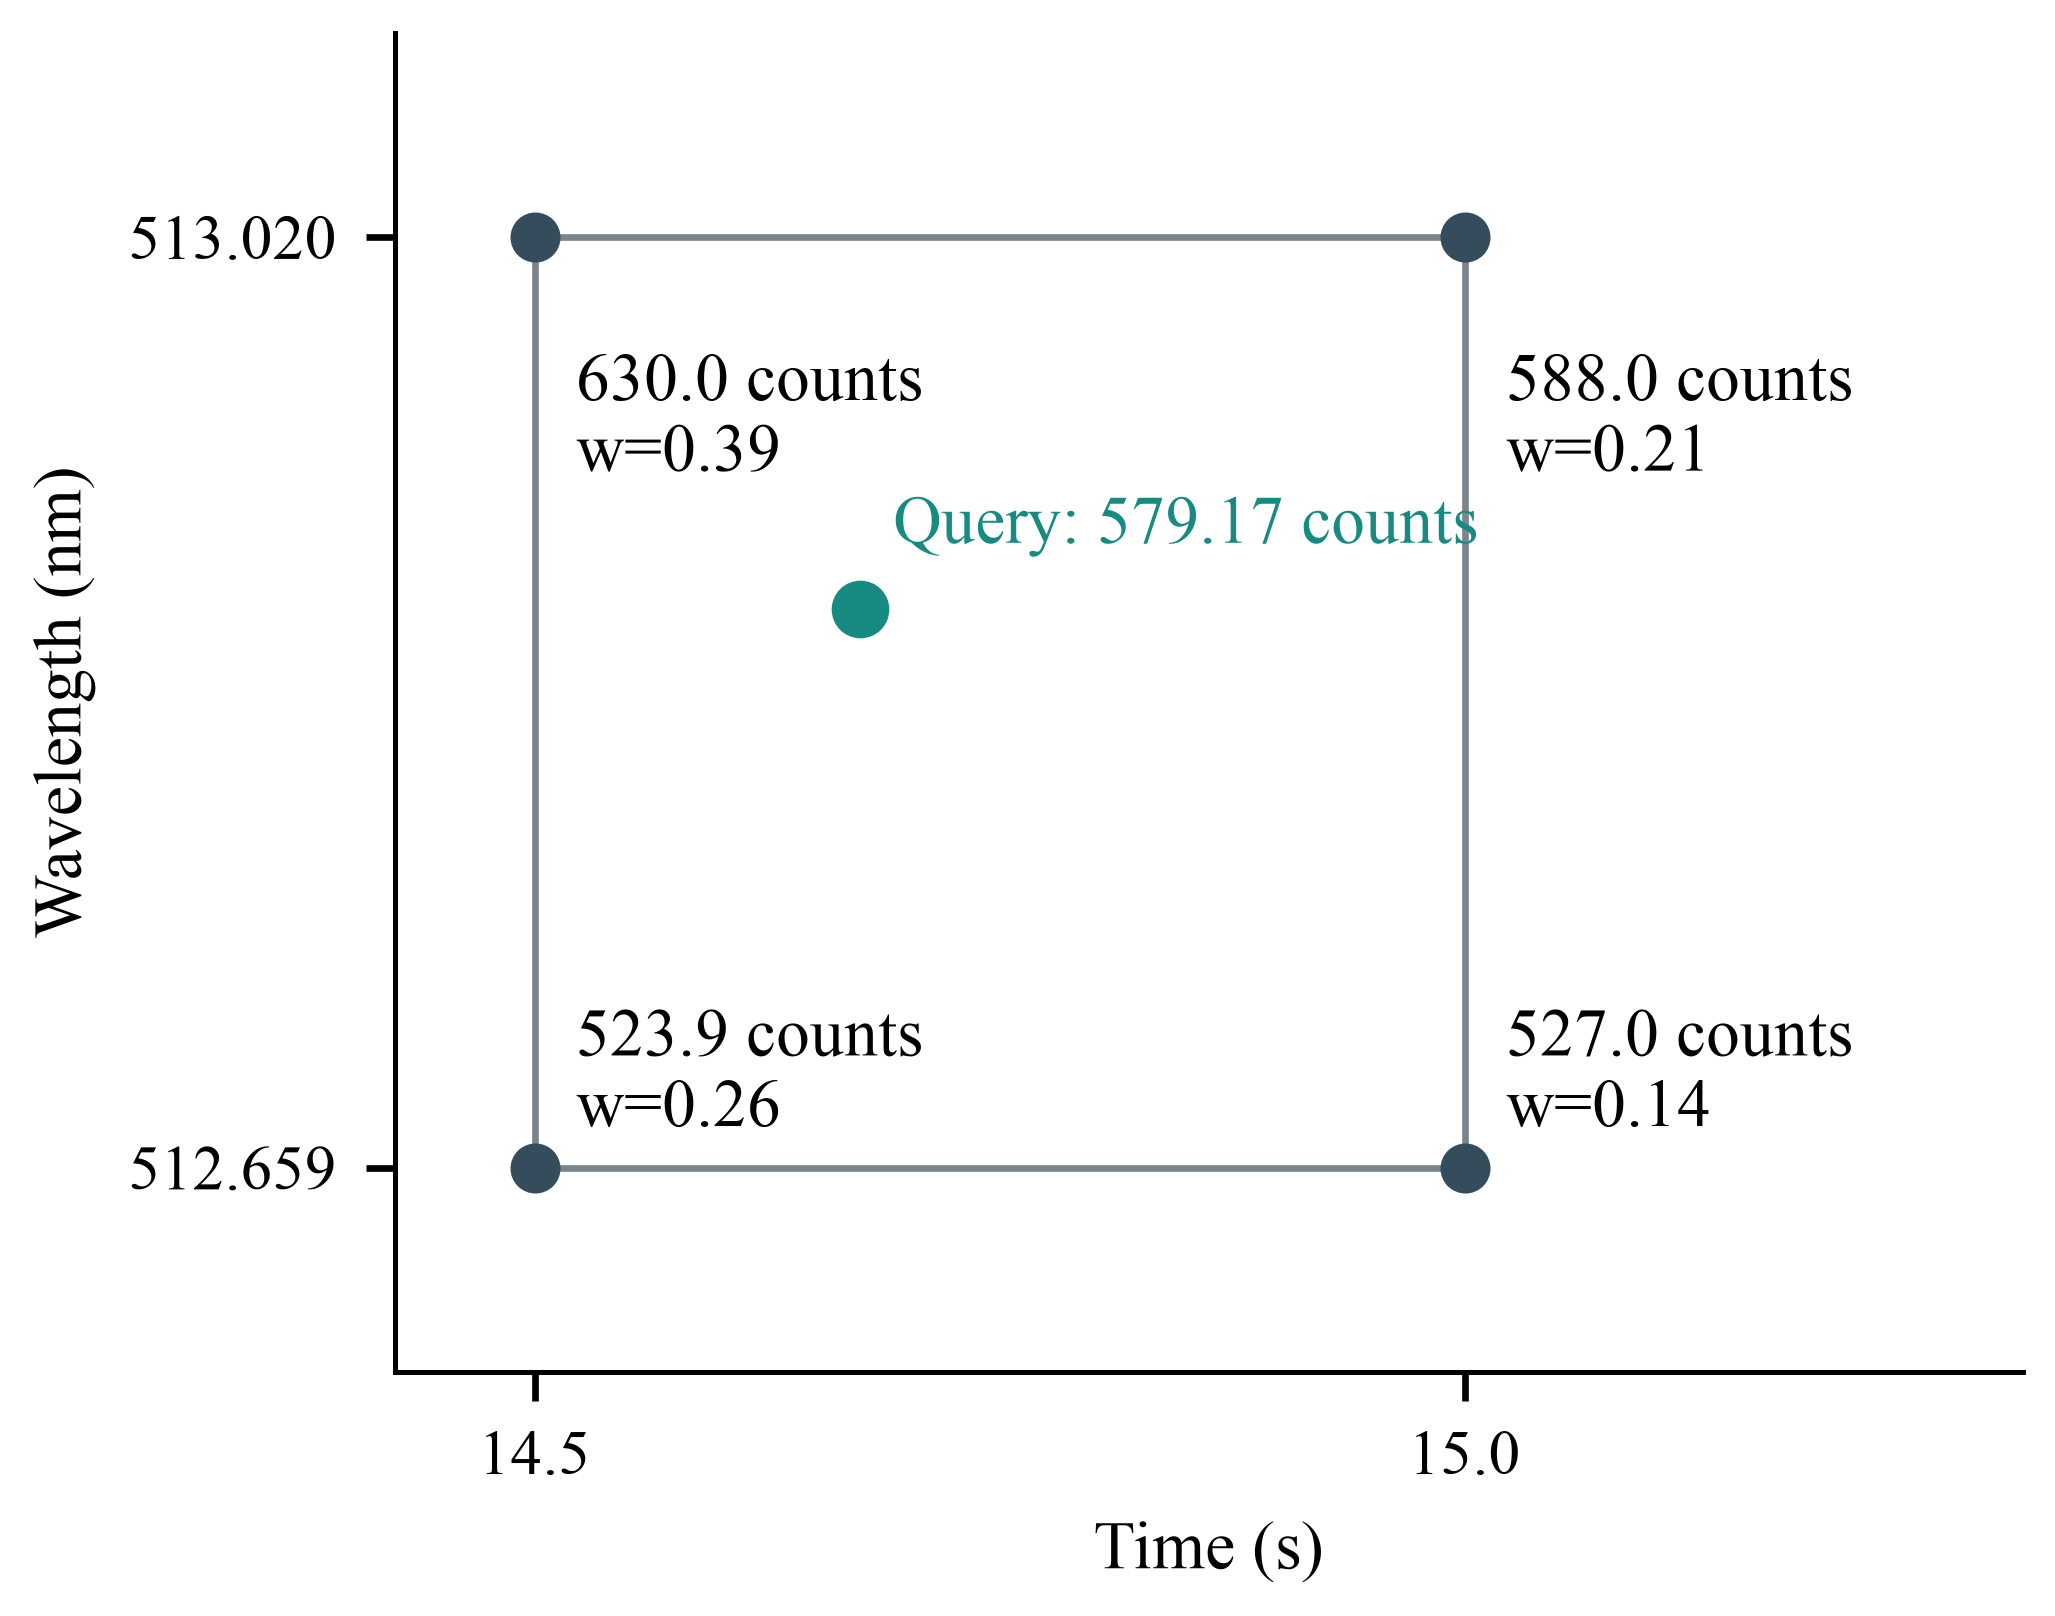 513.020
630.0 counts
w=0.39
588.0 counts
w=0.21
Query: 579.17 counts
Wavelength (nm)
523.9 counts
w=0.26
527.0 counts
w=0.14
512.659
14.5
15.0
Time (s)